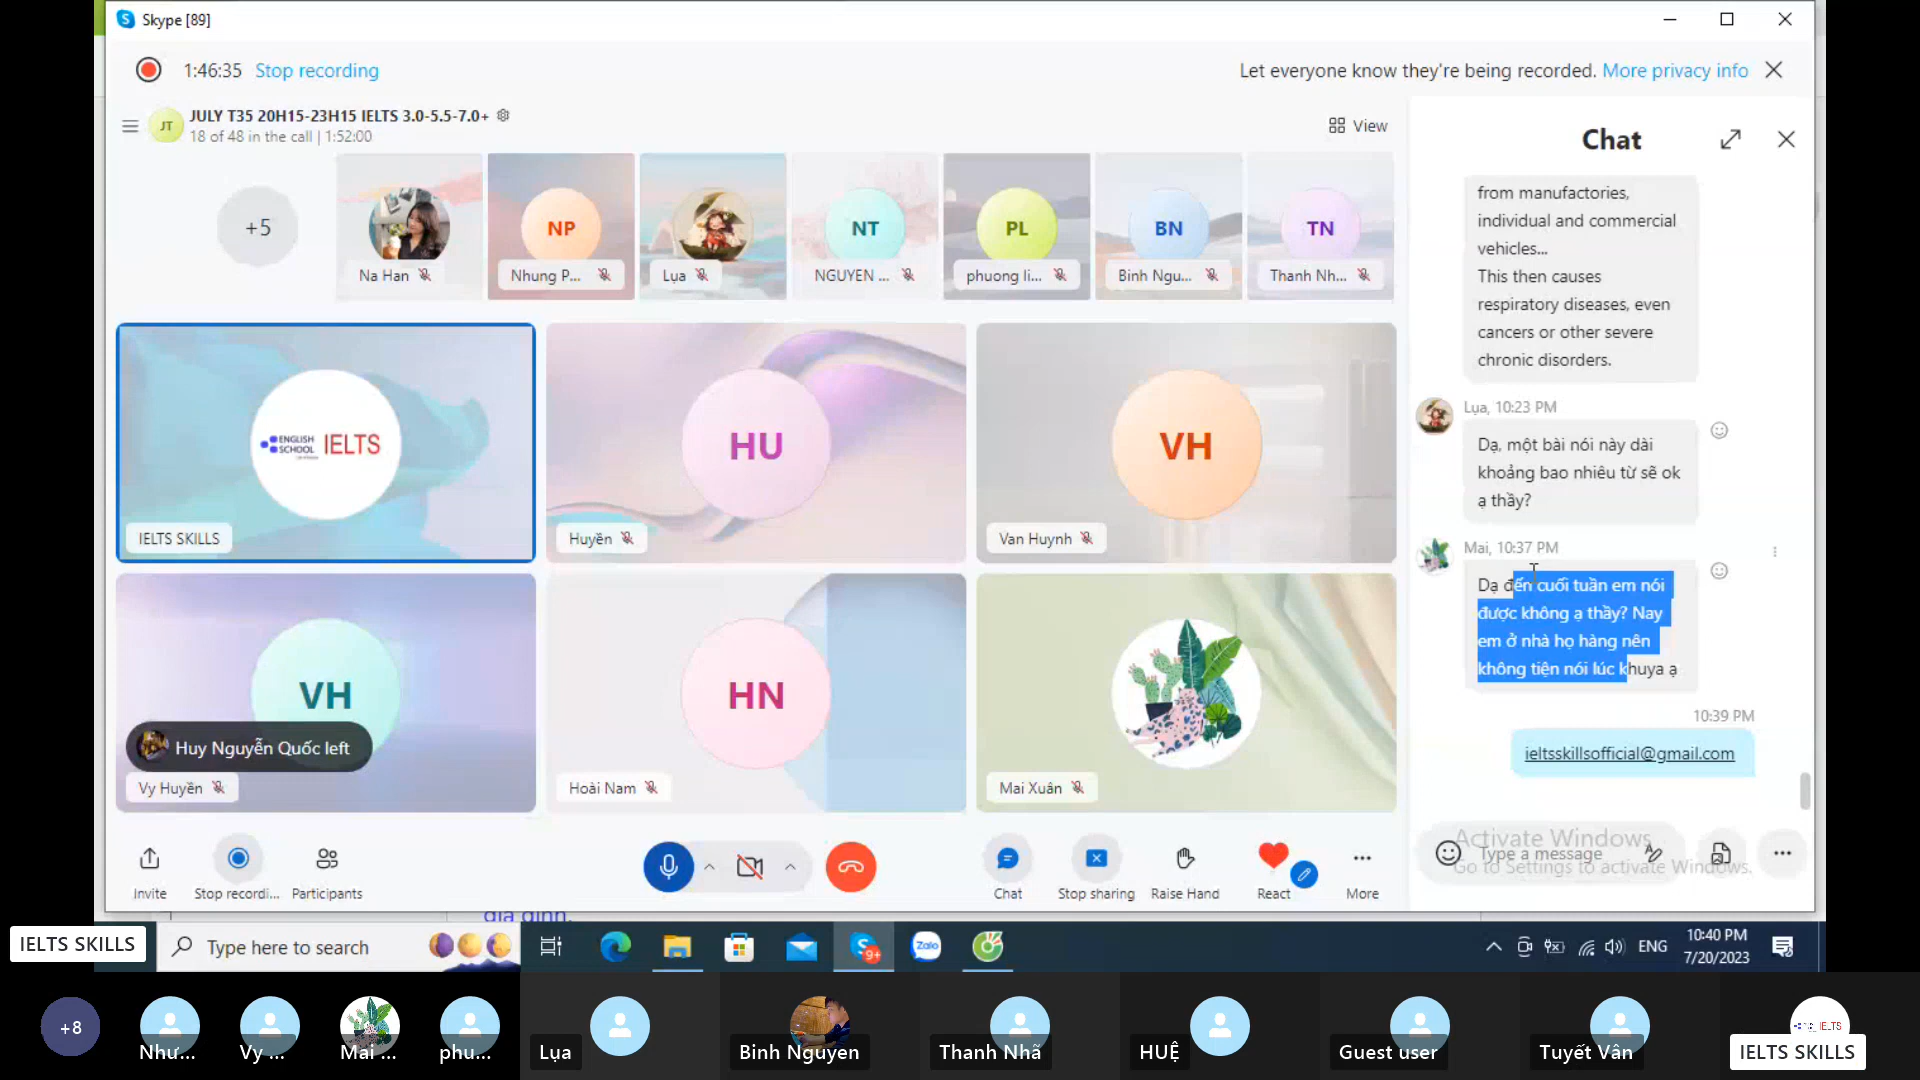 Skype [89]
1:46:35 Stop recording
Let everyone know they're being recorded. More privacy info
JT
JULY T35 20H15-23H15 IELTS 3.0-5.5-7.0+
18 of 48 in the call | 1:52:00
View
+5
Na Han
NP
Nhung P...
Lụa
NT
NGUYEN ...
PL
phuong li...
BN
Binh Ngu...
TN
Thanh Nh...
ENGLISH
SCHOOL
IELTS
IELTS SKILLS
HU
Huyền
VH
Van Huynh
VH
Huy Nguyễn Quốc left
Vy Huyền
HN
Hoài Nam
Mai Xuân
Invite
Stop recordi...
Participants
Chat
Stop sharing
Raise Hand
React
More
Chat
from manufactories,
individual and commercial
vehicles...
This then causes
respiratory diseases, even
cancers or other severe
chronic disorders.
Lụa, 10:23 PM
Dạ, một bài nói này dài
khoảng bao nhiêu từ sẽ ok
ạ thầy?
Mai, 10:37 PM
Dạ đến cuối tuần em nói
được không ạ thầy? Nay
em ở nhà họ hàng nên
không tiện nói lúc khuya ạ
10:39 PM
ieltsskillsofficial@gmail.com
Type a message
Activate Windows
Go to Settings to activate Windows.
gia đình.
IELTS SKILLS
Type here to search
9+
Zalo
ENG
10:40 PM
7/20/2023
+8
Như...
Vy ...
Mai ...
phu...
Lụa
Binh Nguyen
Thanh Nhã
HUỆ
Guest user
Tuyết Vân
IELTS SKILLS